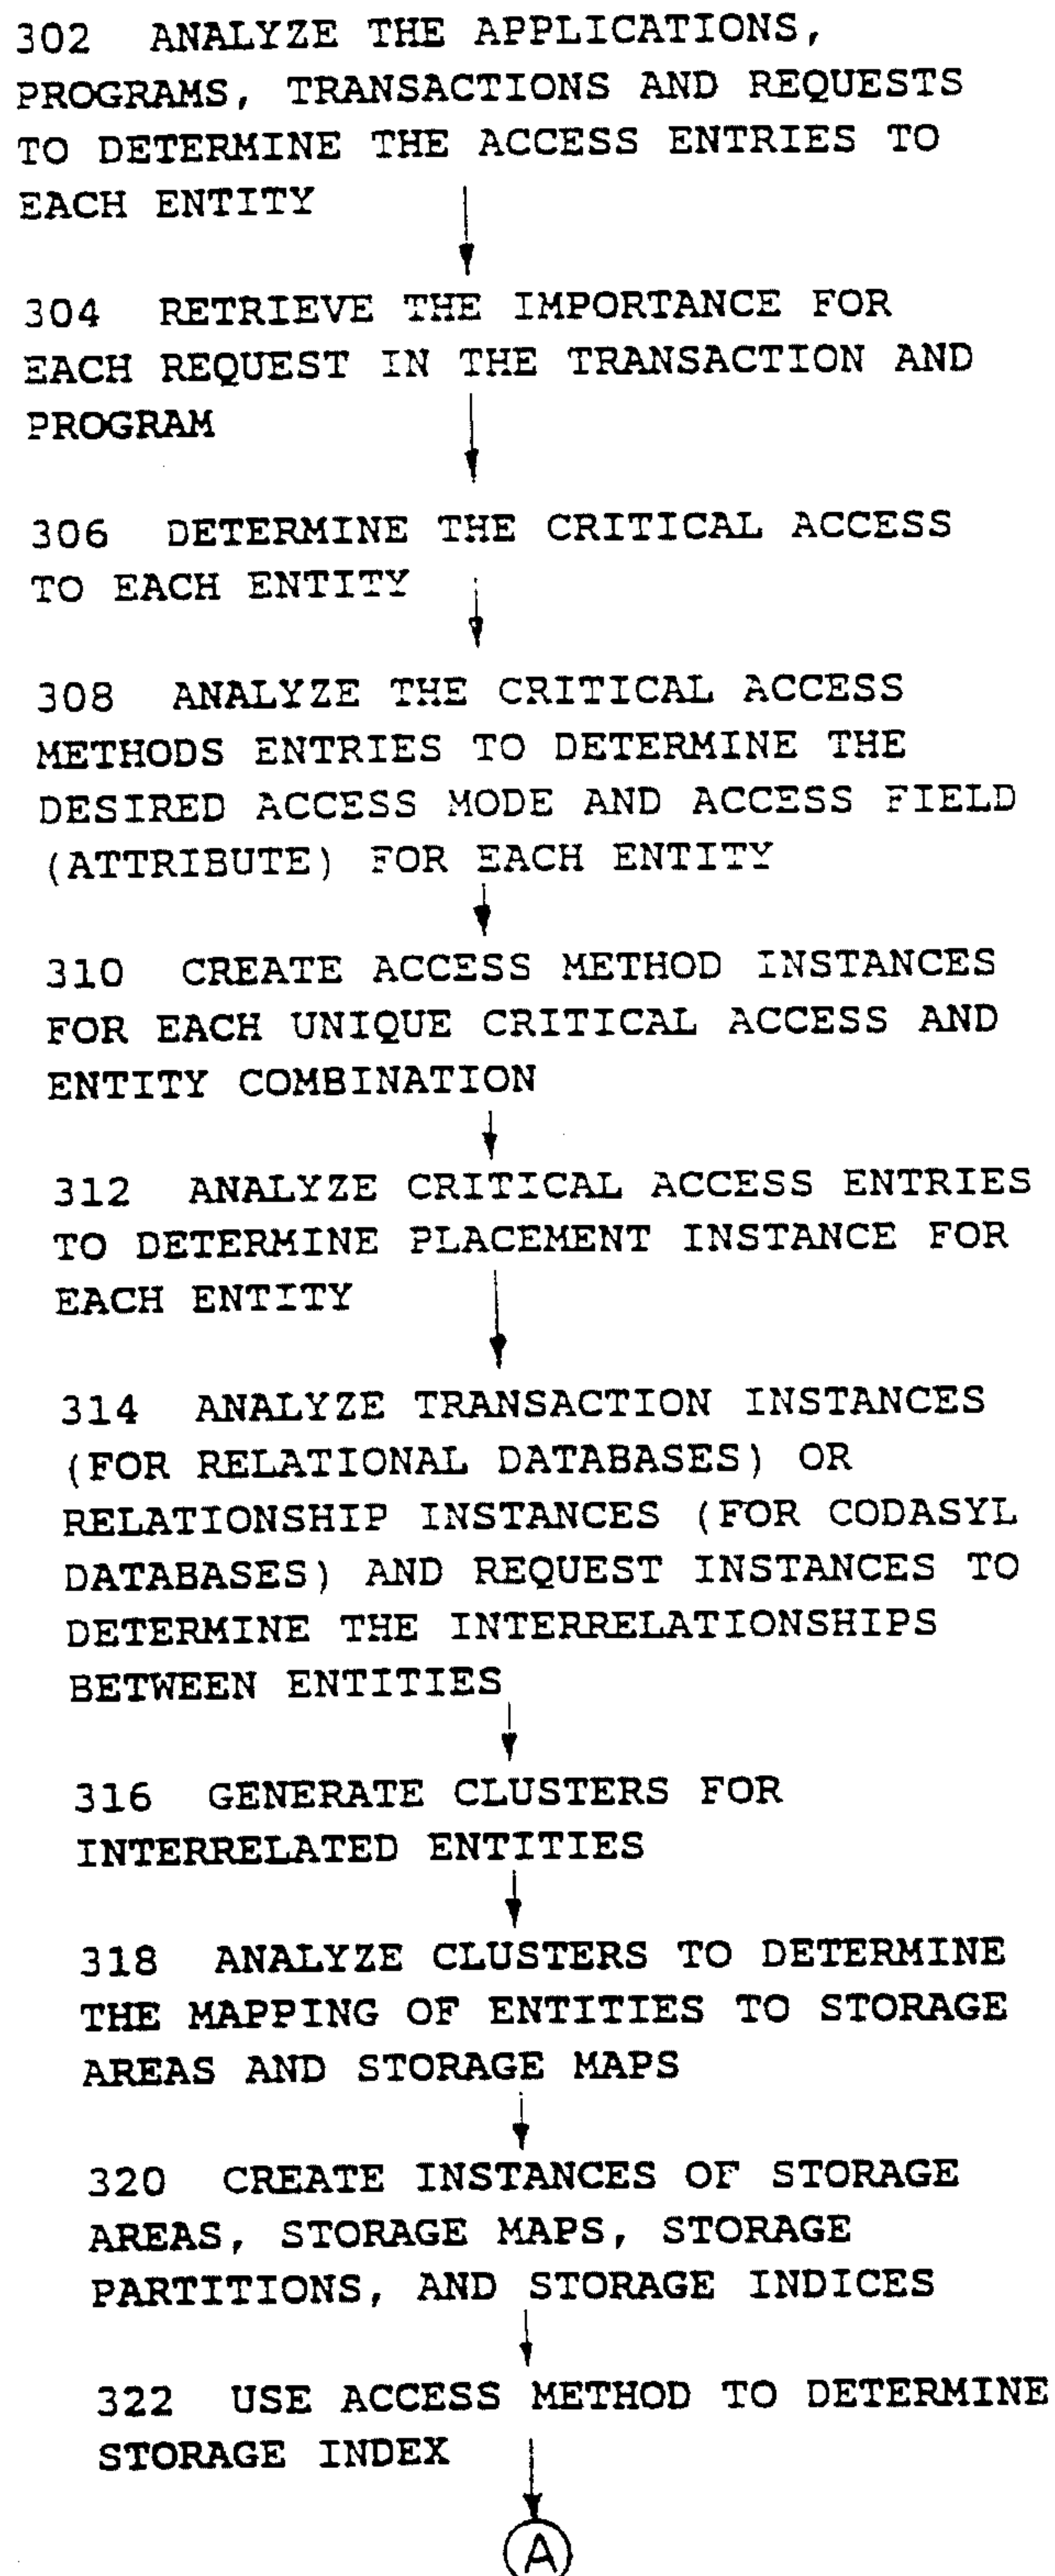 302 ANALYZE THE APPLICATIONS,
PROGRAMS, TRANSACTIONS AND REQUESTS
TO DETERMINE THE ACCESS ENTRIES TO
EACH ENTITY
304 RETRIEVE THE IMPORTANCE FOR
EACH REQUEST IN THE TRANSACTION AND
PROGRAM
306 DETERMINE THE CRITICAL ACCESS
TO EACH ENTITY
308 ANALYZE THE CRITICAL ACCESS
METHODS ENTRIES TO DETERMINE THE
DESIRED ACCESS MODE AND ACCESS FIELD
(ATTRIBUTE) FOR EACH ENTITY
310 CREATE ACCESS METHOD INSTANCES
FOR EACH UNIQUE CRITICAL ACCESS AND
ENTITY COMBINATION
312 ANALYZE CRITICAL ACCESS ENTRIES
TO DETERMINE PLACEMENT INSTANCE FOR
EACH ENTITY
314 ANALYZE TRANSACTION INSTANCES
(FOR RELATIONAL DATABASES) OR
RELATIONSHIP INSTANCES (FOR CODASYL
DATABASES) AND REQUEST INSTANCES TO
DETERMINE THE INTERRELATIONSHIPS
BETWEEN ENTITIES
316 GENERATE CLUSTERS FOR
INTERRELATED ENTITIES
318 ANALYZE CLUSTERS TO DETERMINE
THE MAPPING OF ENTITIES TO STORAGE
AREAS AND STORAGE MAPS
320 CREATE INSTANCES OF STORAGE
AREAS, STORAGE MAPS, STORAGE
PARTITIONS, AND STORAGE INDICES
322 USE ACCESS METHOD TO DETERMINE
STORAGE INDEX
A